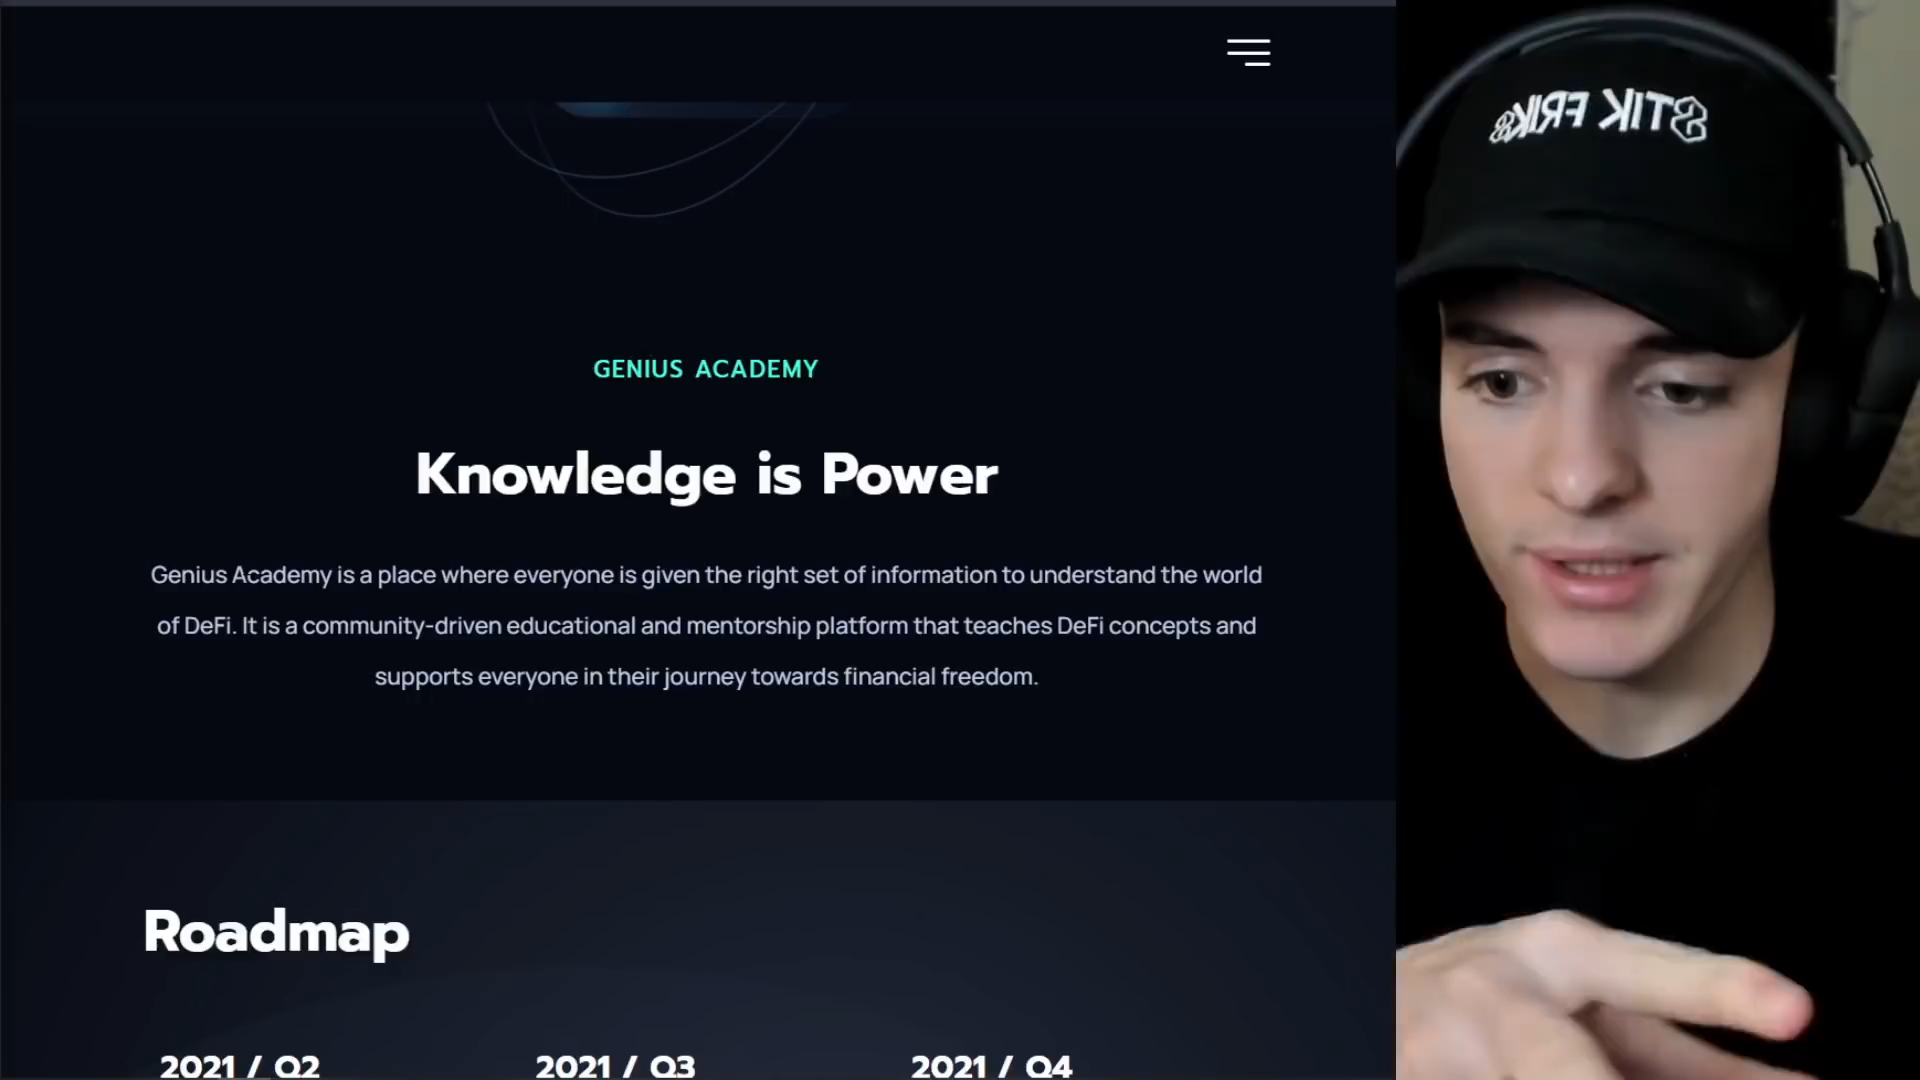 GENIUS ACADEMY
Knowledge is Power
Genius Academy is a place where everyone is given the right set of information to understand the world
of DeFi. It is a community-driven educational and mentorship platform that teaches DeFi concepts and
supports everyone in their journey towards financial freedom.
Roadmap
2021 / Q2
2021 / Q3
2021 / Q4